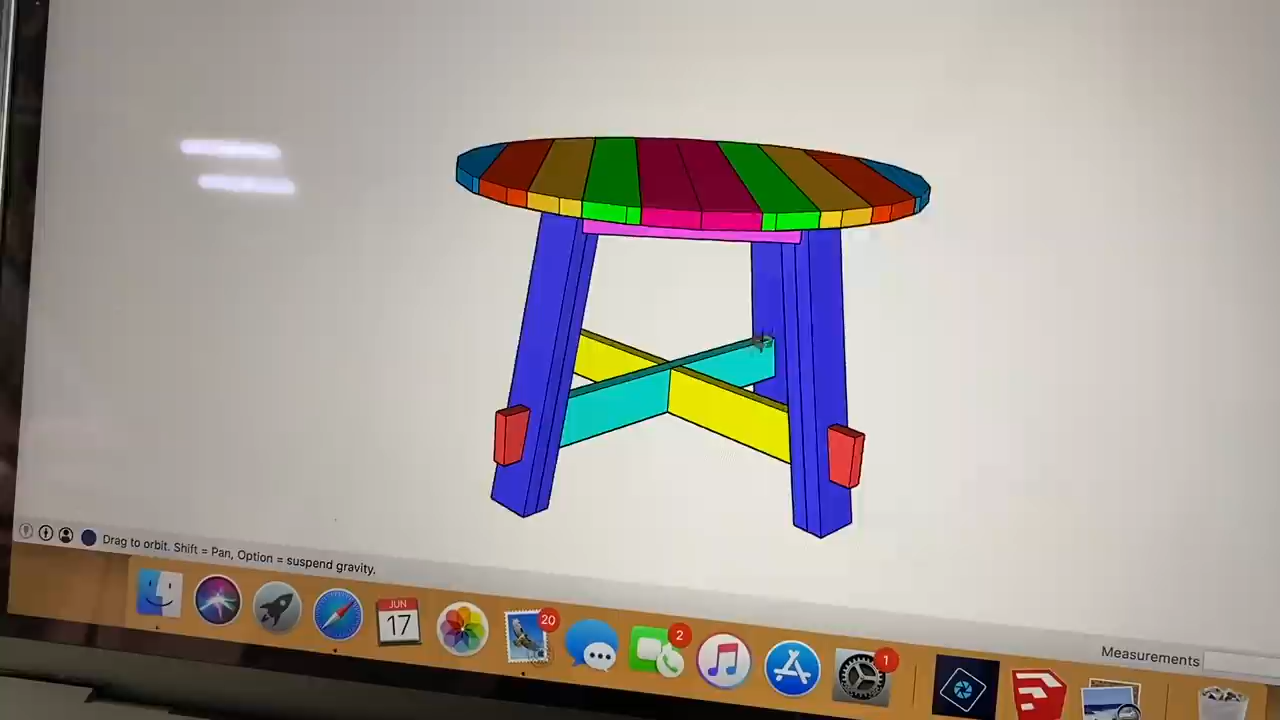 Drag to orbit. Shift = Pan, Option = suspend gravity.
JUN
17
20
2
1
Measurements